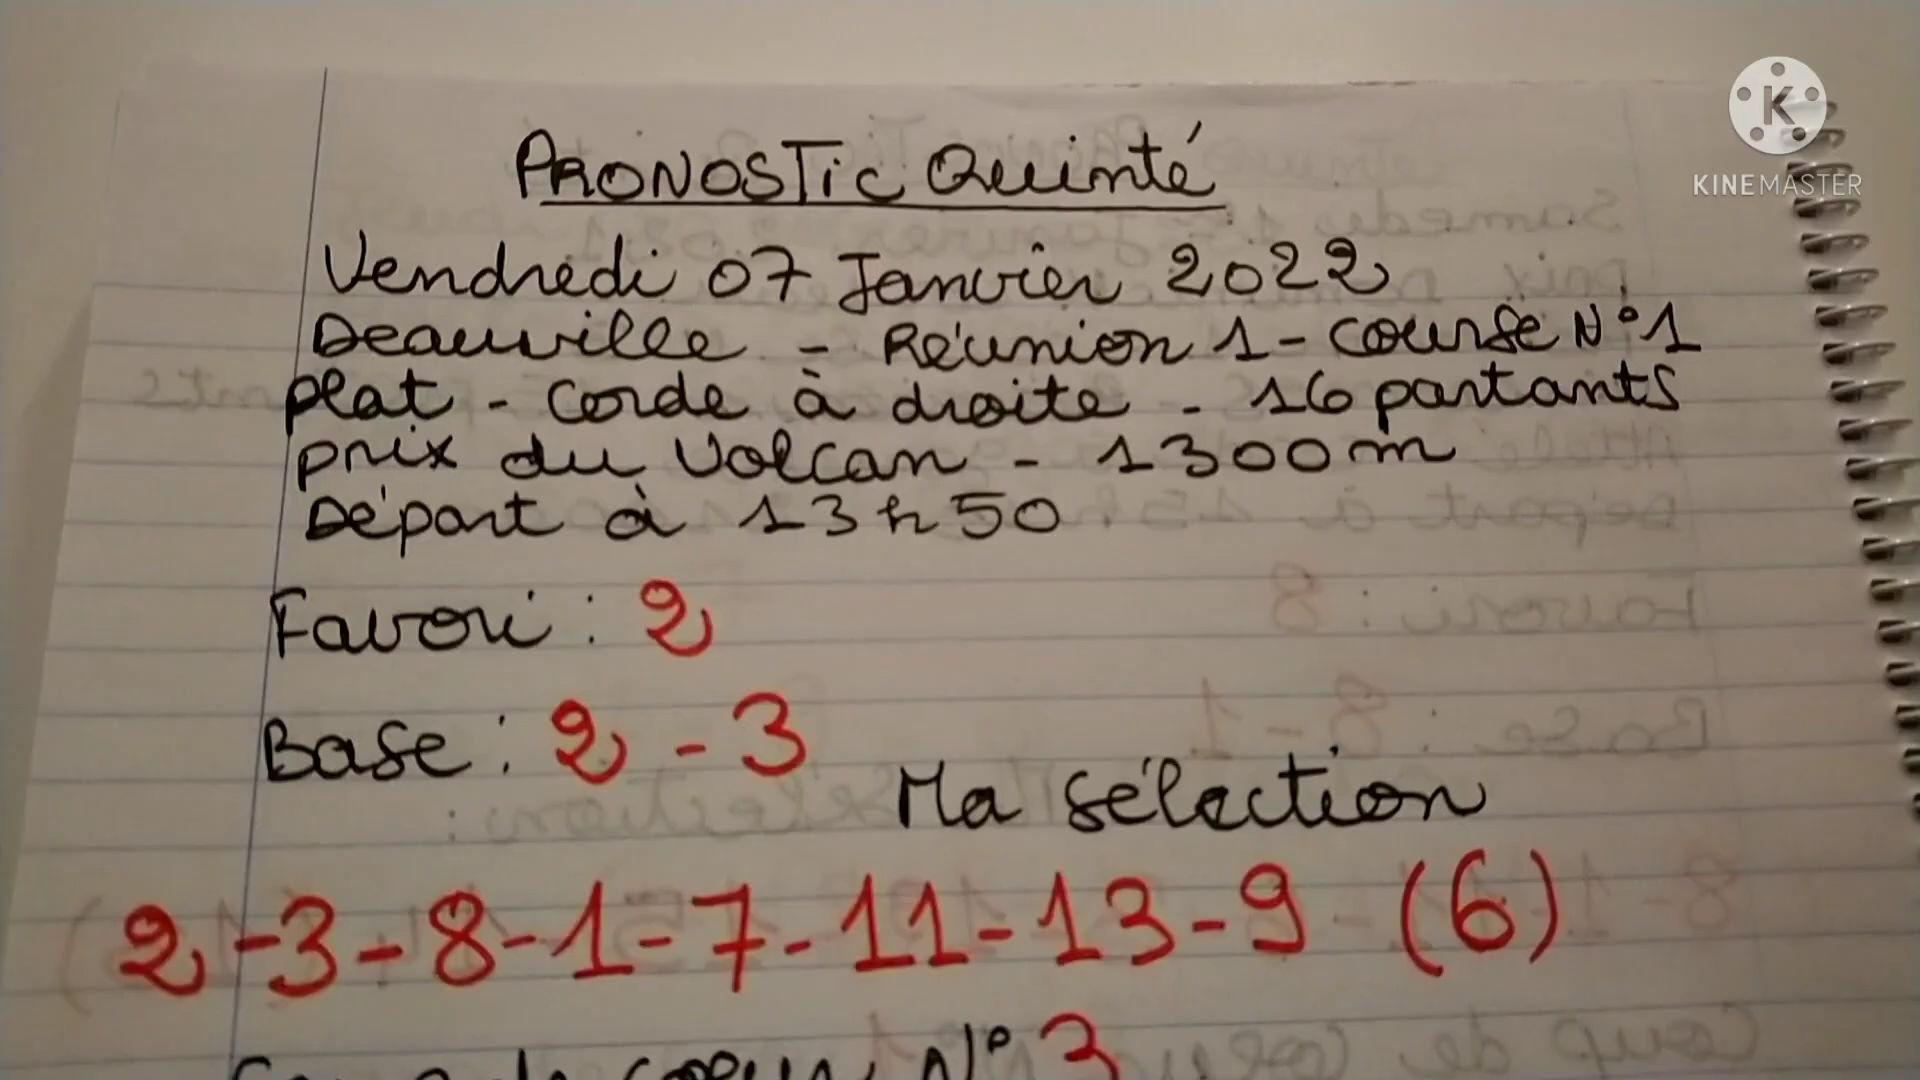 PRONOSTIC Quinté
Vendredi 07 Janvier 2022
Deauville - Réunion 1 - course N°1
plat - corde à droite - 16 partants
prix du Volcan - 1300m
Départ à 13h50
Favori : 2
Base : 2 - 3
Ma sélection
2-3-8-1-7-11-13-9 (6)
coeur N° 3
KINEMASTER